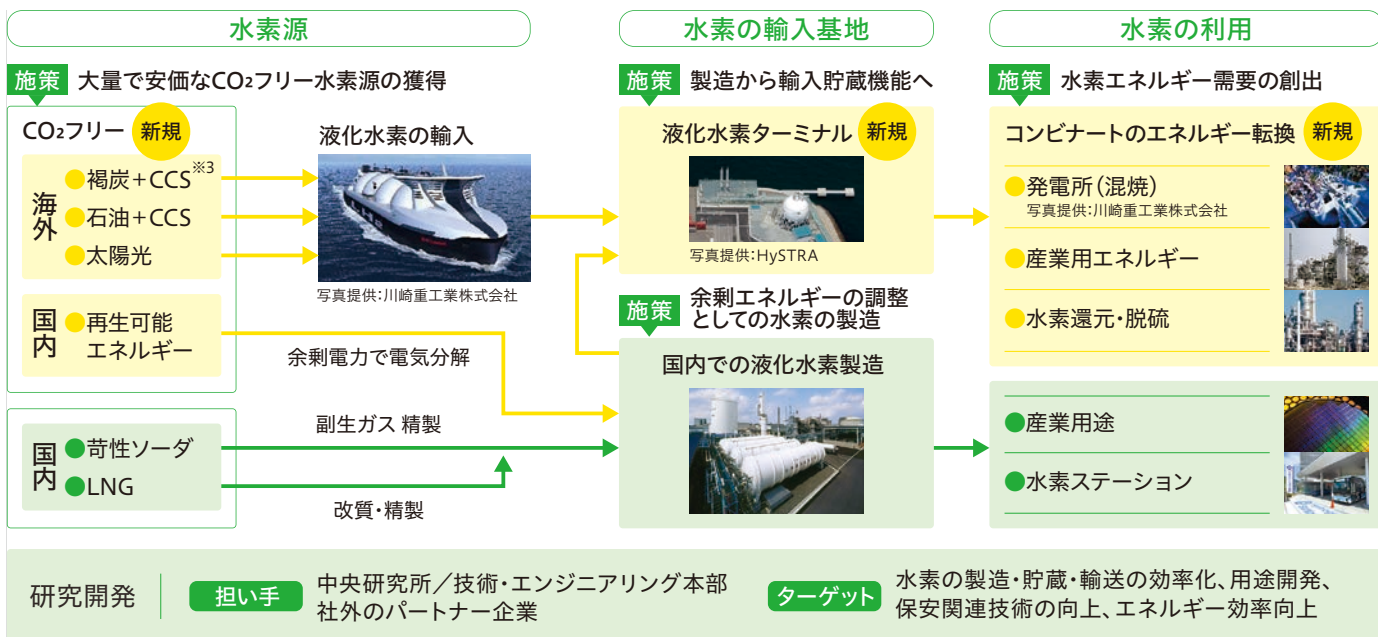 水素源
水素の輸入基地
水素の利用
施策 大量で安価なCO₂フリー水素源の獲得
施策 製造から輸入貯蔵機能へ
施策 水素エネルギー需要の創出
CO₂フリー 新規
海外
●褐炭+CCS※3
●石油+CCS
●太陽光
国内
●再生可能
エネルギー
液化水素の輸入
写真提供:川崎重工業株式会社
余剰電力で電気分解
国内
●苛性ソーダ
●LNG
副生ガス 精製
改質・精製
液化水素ターミナル 新規
写真提供:HySTRA
施策 余剰エネルギーの調整
としての水素の製造
国内での液化水素製造
コンビナートのエネルギー転換 新規
●発電所(混焼)
写真提供:川崎重工業株式会社
●産業用エネルギー
●水素還元・脱硫
●産業用途
●水素ステーション
研究開発
担い手 中央研究所/技術・エンジニアリング本部
社外のパートナー企業
ターゲット 水素の製造・貯蔵・輸送の効率化、用途開発、
保安関連技術の向上、エネルギー効率向上